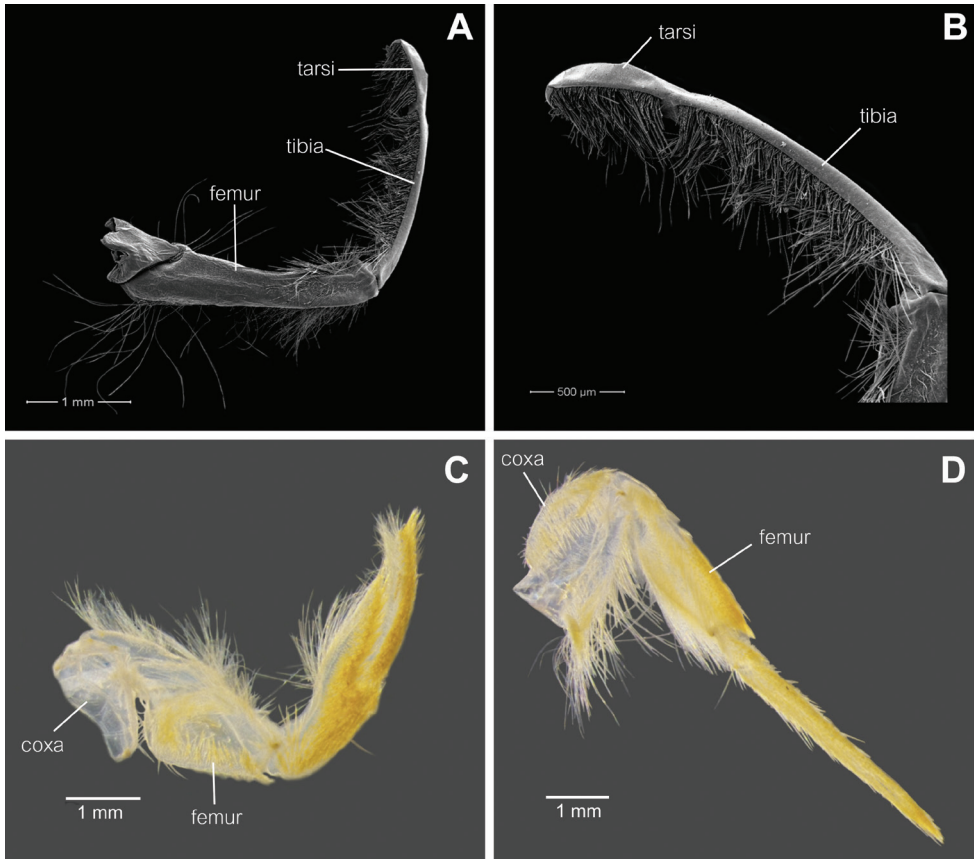 A
tarsi
tibia
femur
1 mm
B
tarsi
tibia
500 µm
C
coxa
femur
1 mm
D
coxa
femur
1 mm